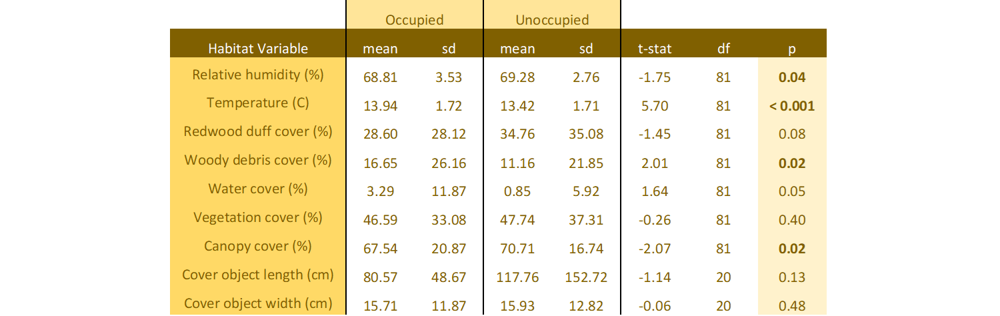 Occupied Unoccupied
Habitat Variable mean sd mean sd t-stat df p
Relative humidity (%) 68.81 3.53 69.28 2.76 -1.75 81 0.04
Temperature (C) 13.94 1.72 13.42 1.71 5.70 81 < 0.001
Redwood duff cover (%) 28.60 28.12 34.76 35.08 -1.45 81 0.08
Woody debris cover (%) 16.65 26.16 11.16 21.85 2.01 81 0.02
Water cover (%) 3.29 11.87 0.85 5.92 1.64 81 0.05
Vegetation cover (%) 46.59 33.08 47.74 37.31 -0.26 81 0.40
Canopy cover (%) 67.54 20.87 70.71 16.74 -2.07 81 0.02
Cover object length (cm) 80.57 48.67 117.76 152.72 -1.14 20 0.13
Cover object width (cm) 15.71 11.87 15.93 12.82 -0.06 20 0.48